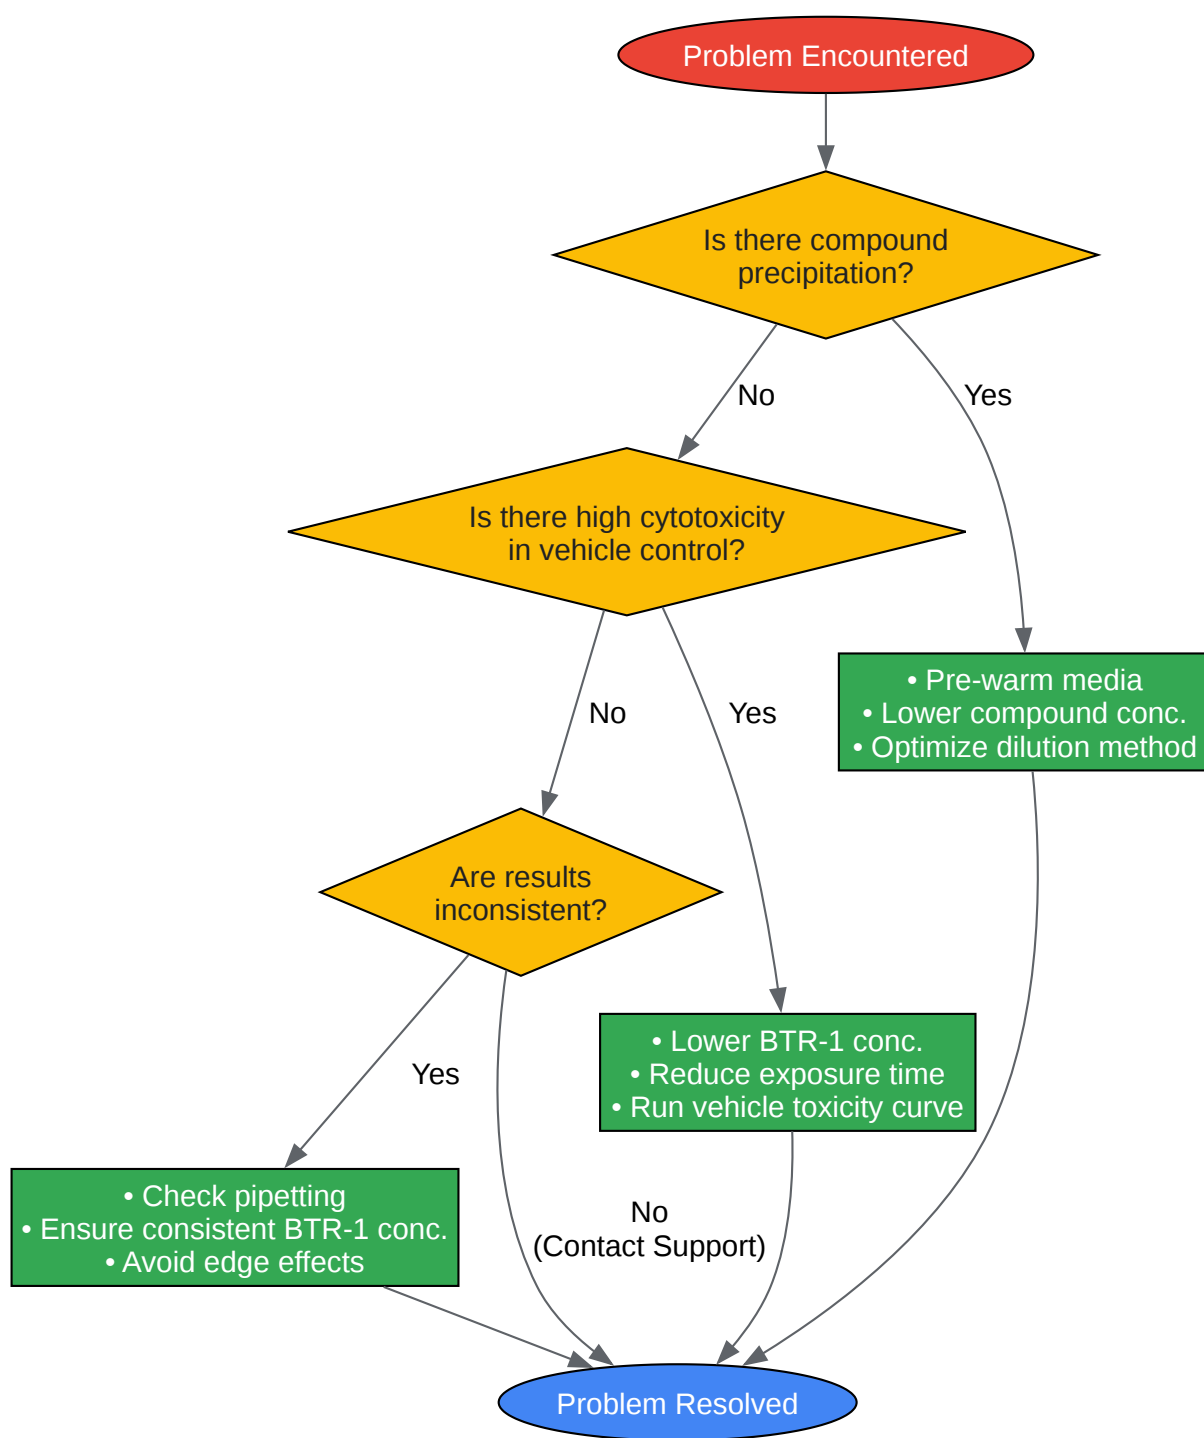 Problem Encountered
Is there compound
precipitation?
No
Yes
Is there high cytotoxicity
in vehicle control?
No
Yes
• Pre-warm media
• Lower compound conc.
• Optimize dilution method
Are results
inconsistent?
Yes
• Lower BTR-1 conc.
• Reduce exposure time
• Run vehicle toxicity curve
• Check pipetting
• Ensure consistent BTR-1 conc.
• Avoid edge effects
No
(Contact Support)
Problem Resolved